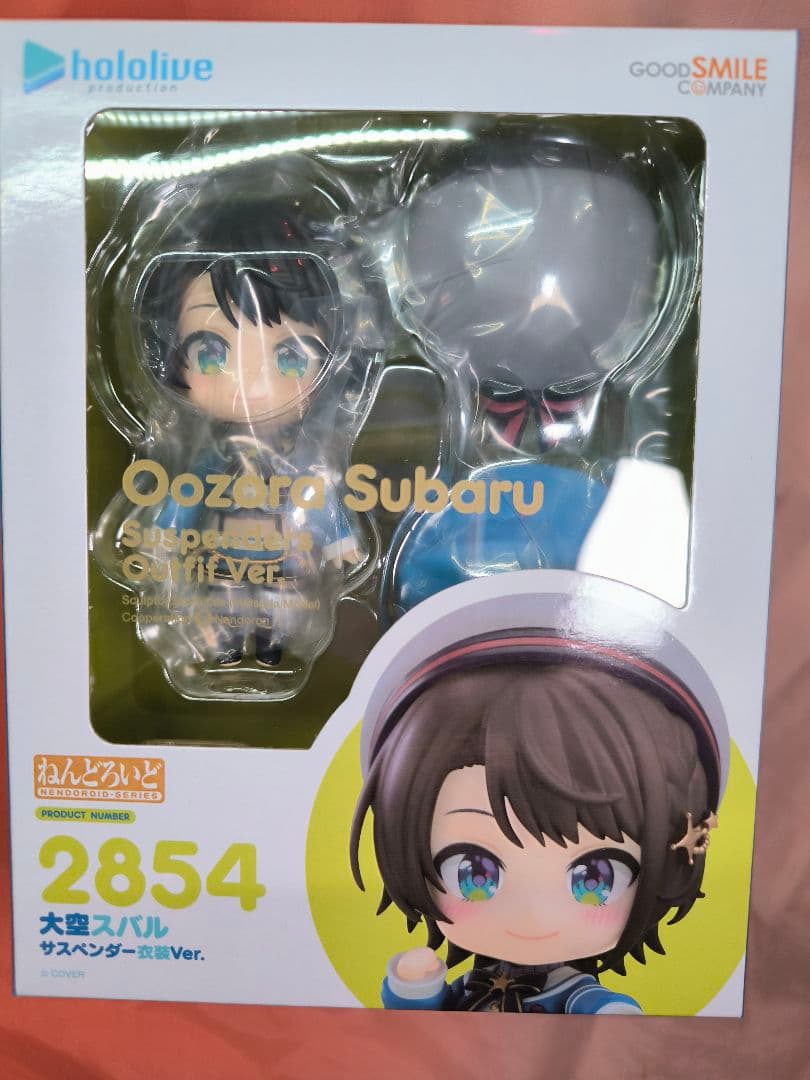 hololive
production
GOOD SMILE
COMPANY
Oozora Subaru
Suspenders
Outfit Ver.
ねんどろいど
NENDOROID-SERIES
PRODUCT NUMBER
2854
大空スバル
サスペンダー衣装Ver.
© COVER